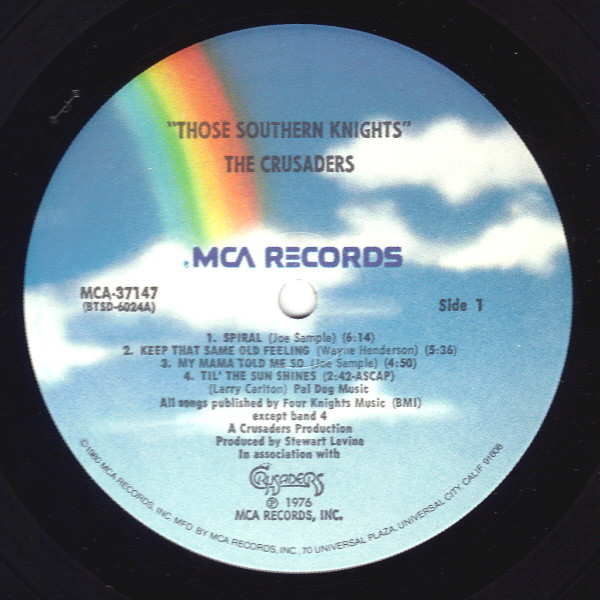 "THOSE SOUTHERN KNIGHTS"
THE CRUSADERS
MCA RECORDS
MCA-37147
(BTSD-6024A)
Side 1
1. SPIRAL (Joe Sample) (6:14)
2. KEEP THAT SAME OLD FEELING (Wayne Henderson) (5:36)
3. MY MAMA TOLD ME SO (Joe Sample) (4:50)
4. TIL' THE SUN SHINES (2:42-ASCAP)
(Larry Carlton) Pal Dog Music
All songs published by Four Knights Music (BMI)
except band 4
A Crusaders Production
Produced by Stewart Levine
In association with
CRUSADERS
℗ 1976
MCA RECORDS, INC.
©1980 MCA RECORDS, INC. MFD. BY MCA RECORDS, INC., 70 UNIVERSAL PLAZA, UNIVERSAL CITY, CALIF. 91608